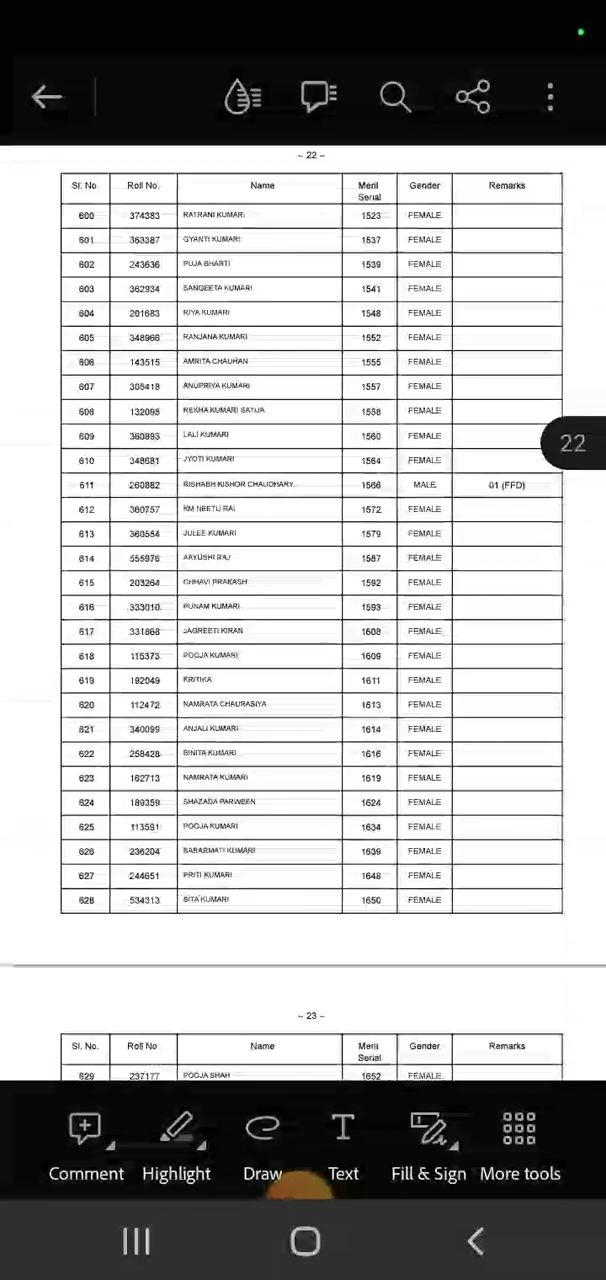 – 22 –
Sl. No. Roll No. Name Merit Serial Gender Remarks
600 374383 RATRANI KUMARI 1523 FEMALE
601 363387 GYANTI KUMARI 1537 FEMALE
602 243636 PUJA BHARTI 1539 FEMALE
603 362934 SANGEETA KUMARI 1541 FEMALE
604 201683 RIYA KUMARI 1548 FEMALE
605 348966 RANJANA KUMARI 1552 FEMALE
606 143515 AMRITA CHAUHAN 1555 FEMALE
607 305418 ANUPRIYA KUMARI 1557 FEMALE
608 132095 REKHA KUMARI SATIJA 1558 FEMALE
609 360893 LALI KUMARI 1560 FEMALE
610 348681 JYOTI KUMARI 1564 FEMALE
22
611 260882 RISHABH KISHOR CHAUDHARY 1566 MALE 01 (FFD)
612 360757 KM NEETU RAI 1572 FEMALE
613 360554 JULEE KUMARI 1579 FEMALE
614 555976 AAYUSHI RAJ 1587 FEMALE
615 203264 CHHAVI PRAKASH 1592 FEMALE
616 333010 PUNAM KUMARI 1593 FEMALE
617 331868 JAGREETI KIRAN 1608 FEMALE
618 115373 POOJA KUMARI 1609 FEMALE
619 192049 KRITIKA 1611 FEMALE
620 112472 NAMRATA CHAURASIYA 1613 FEMALE
621 340099 ANJALI KUMARI 1614 FEMALE
622 258428 BINITA KUMARI 1616 FEMALE
623 162713 NAMRATA KUMARI 1619 FEMALE
624 189359 SHAZADA PARWEEN 1624 FEMALE
625 113591 POOJA KUMARI 1634 FEMALE
626 236204 SABARMATI KUMARI 1639 FEMALE
627 244651 PRITI KUMARI 1648 FEMALE
628 534313 SITA KUMARI 1650 FEMALE
– 23 –
Sl. No. Roll No Name Merit Serial Gender Remarks
629 237177 POOJA SHAH 1652 FEMALE
Comment Highlight Draw Text Fill & Sign More tools